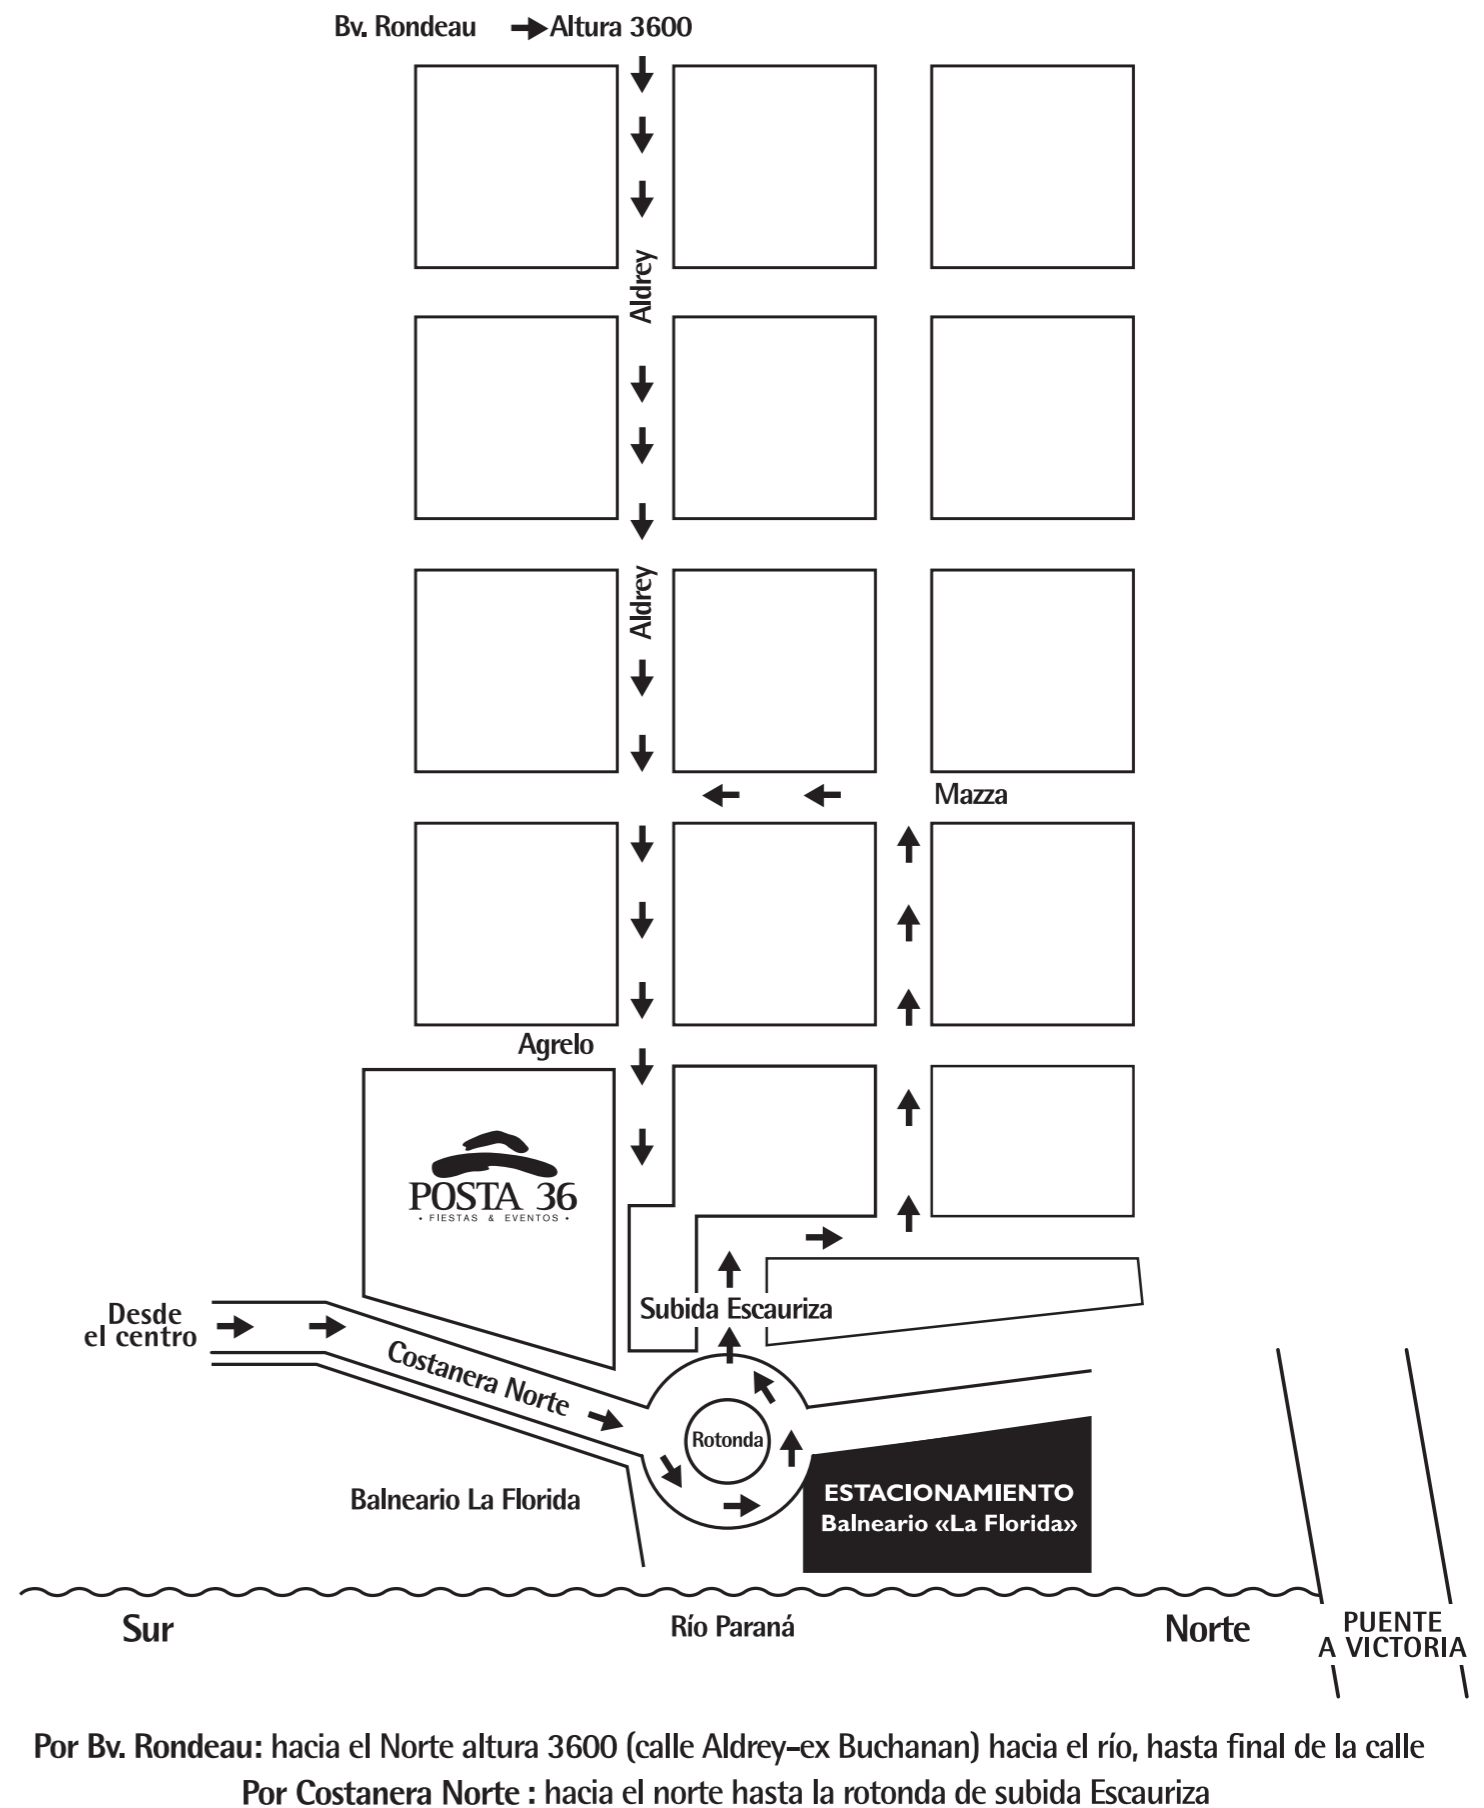 Bv. Rondeau Altura 3600
Aldrey
Aldrey
Mazza
Agrelo
POSTA 36
• FIESTAS & EVENTOS •
Subida Escauriza
Desde
el centro
Costanera Norte
Rotonda
Balneario La Florida
ESTACIONAMIENTO
Balneario «La Florida»
Sur Río Paraná Norte
PUENTE
A VICTORIA
Por Bv. Rondeau: hacia el Norte altura 3600 (calle Aldrey-ex Buchanan) hacia el río, hasta final de la calle
Por Costanera Norte : hacia el norte hasta la rotonda de subida Escauriza